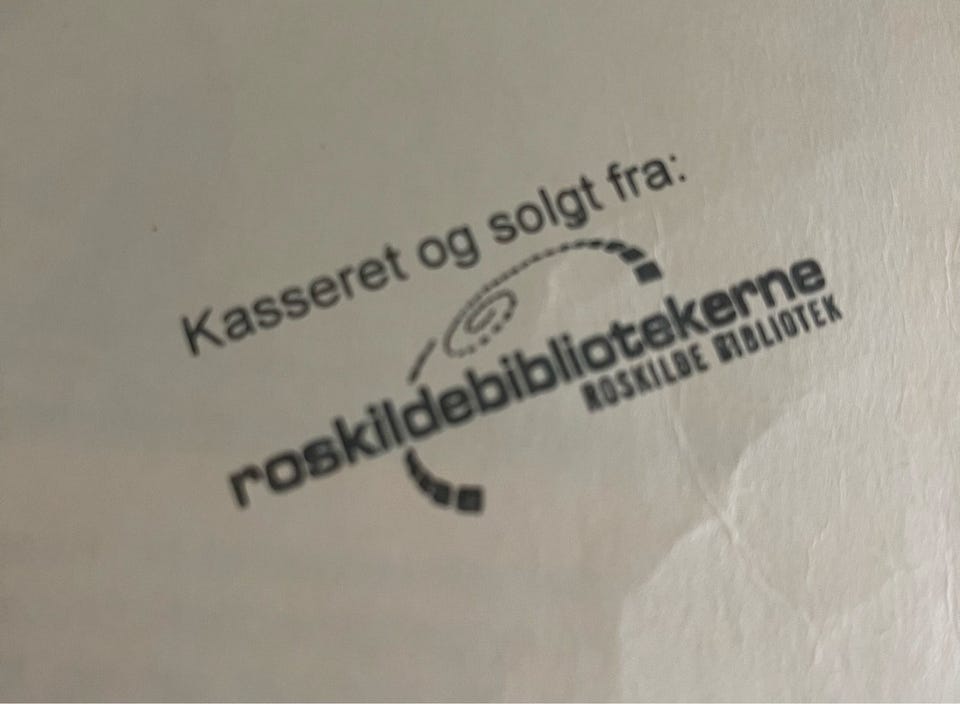 Kasseret og solgt fra:
roskildebibliotekerne
ROSKILDE BIBLIOTEK